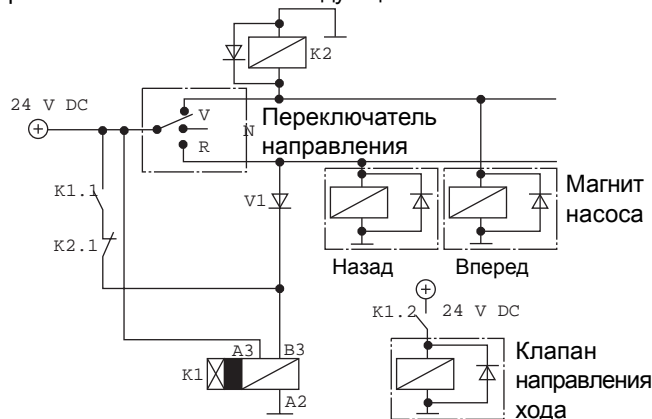 K2
24 V DC
V
N
R
Переключатель
направления
K1.1
K2.1
V1
Магнит
насоса
Назад
Вперед
K1.2
24 V DC
A3
B3
K1
A2
Клапан
направления
хода